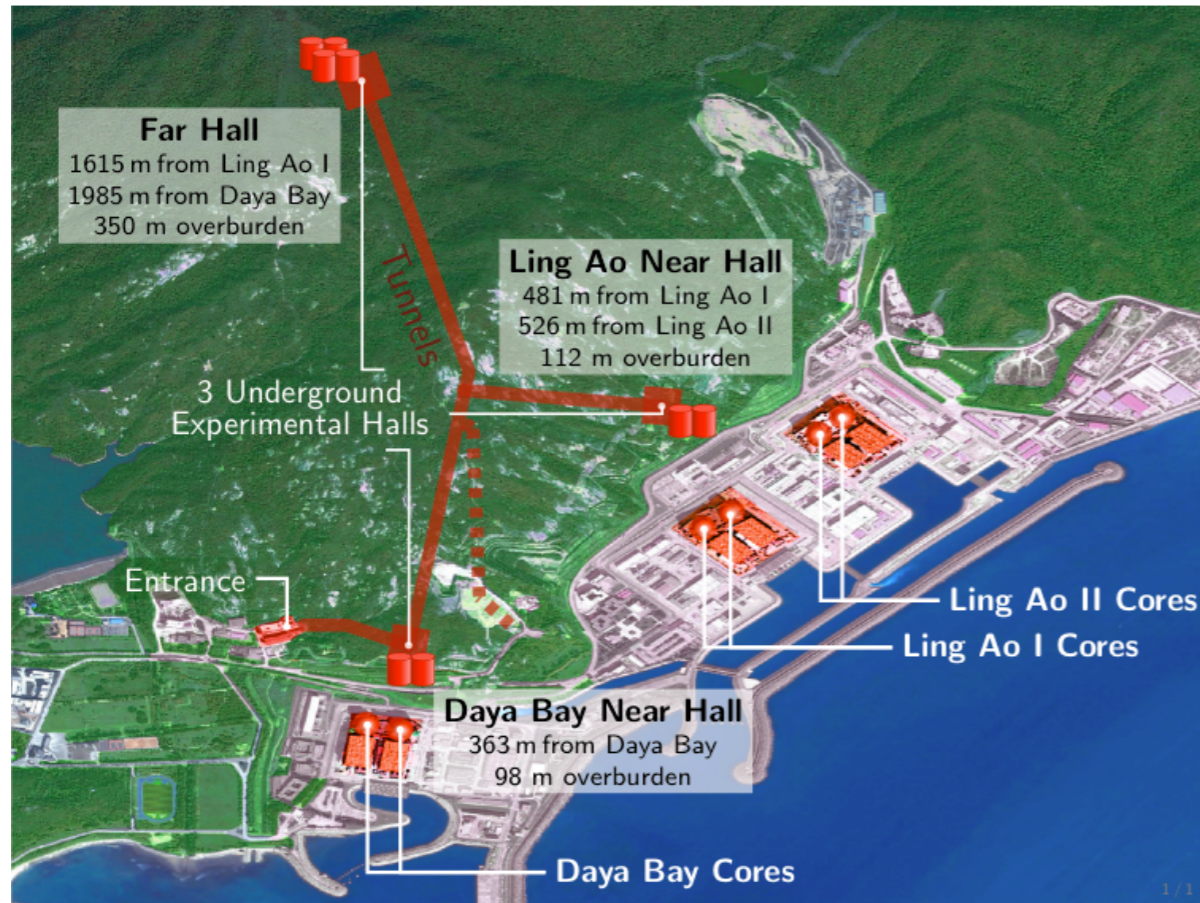 Far Hall
1615 m from Ling Ao I
1985 m from Daya Bay
350 m overburden
Tunnels
Ling Ao Near Hall
481 m from Ling Ao I
526 m from Ling Ao II
112 m overburden
3 Underground
Experimental Halls
Entrance
Ling Ao II Cores
Ling Ao I Cores
Daya Bay Near Hall
363 m from Daya Bay
98 m overburden
Daya Bay Cores
1 / 1